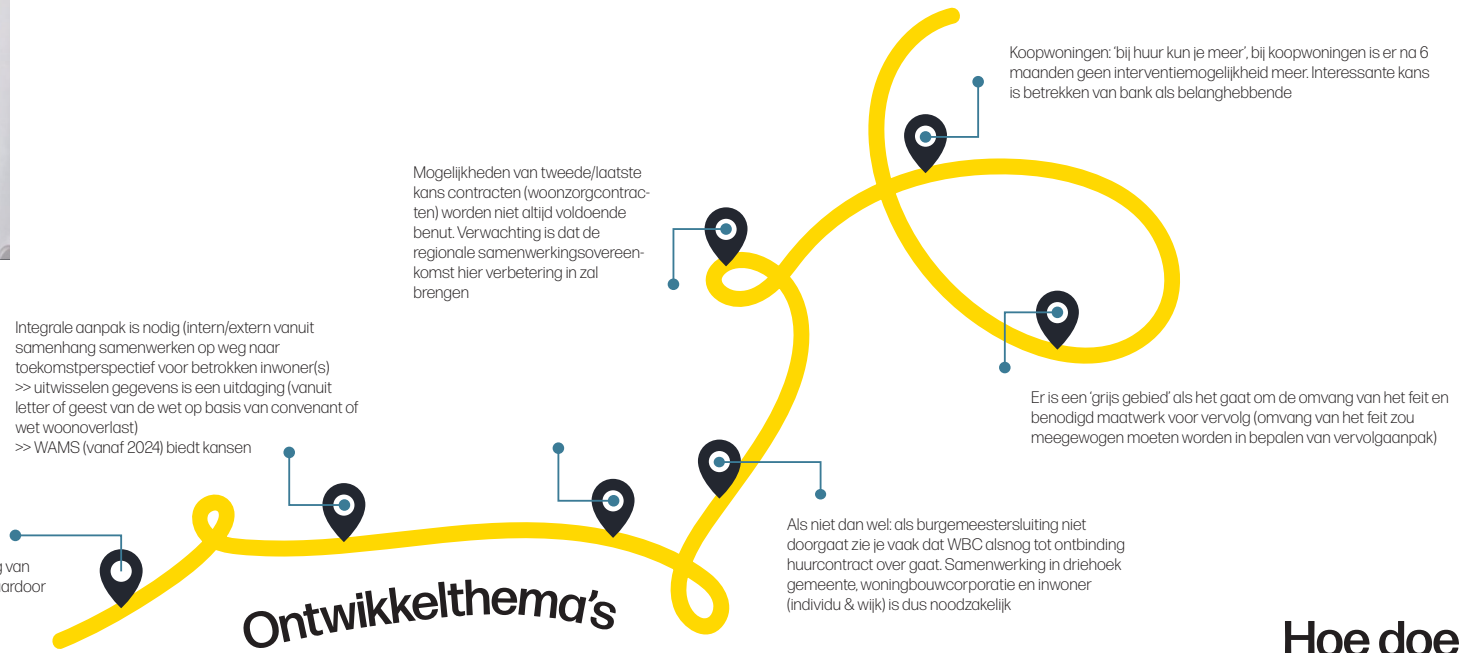 Koopwoningen: 'bij huur kun je meer', bij koopwoningen is er na 6
maanden geen interventiemogelijkheid meer. Interessante kans
is betrekken van bank als belanghebbende
Mogelijkheden van tweede/laatste
kans contracten (woonzorgcontrac-
ten) worden niet altijd voldoende
benut. Verwachting is dat de
regionale samenwerkingsovereen-
komst hier verbetering in zal
brengen
Integrale aanpak is nodig (intern/extern vanuit
samenhang samenwerken op weg naar
toekomstperspectief voor betrokken inwoner(s)
>> uitwisselen gegevens is een uitdaging (vanuit
letter of geest van de wet op basis van convenant of
wet woonoverlast)
>> WAMS (vanaf 2024) biedt kansen
Er is een 'grijs gebied' als het gaat om de omvang van het feit en
benodigd maatwerk voor vervolg (omvang van het feit zou
meegewogen moeten worden in bepalen van vervolgaanpak)
Als niet dan wel: als burgemeestersluiting niet
doorgaat zie je vaak dat WBC alsnog tot ontbinding
huurcontract over gaat. Samenwerking in driehoek
gemeente, woningbouwcorporatie en inwoner
(individu & wijk) is dus noodzakelijk
van
Ontwikkelthema's
Hoe doe